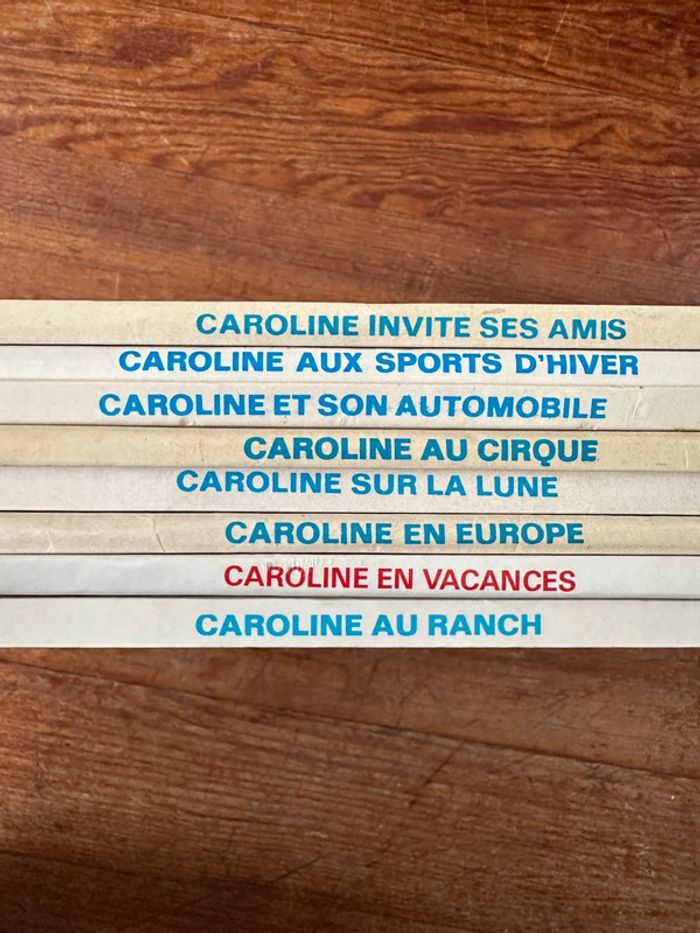 CAROLINE INVITE SES AMIS
CAROLINE AUX SPORTS D'HIVER
CAROLINE ET SON AUTOMOBILE
CAROLINE AU CIRQUE
CAROLINE SUR LA LUNE
CAROLINE EN EUROPE
CAROLINE EN VACANCES
CAROLINE AU RANCH